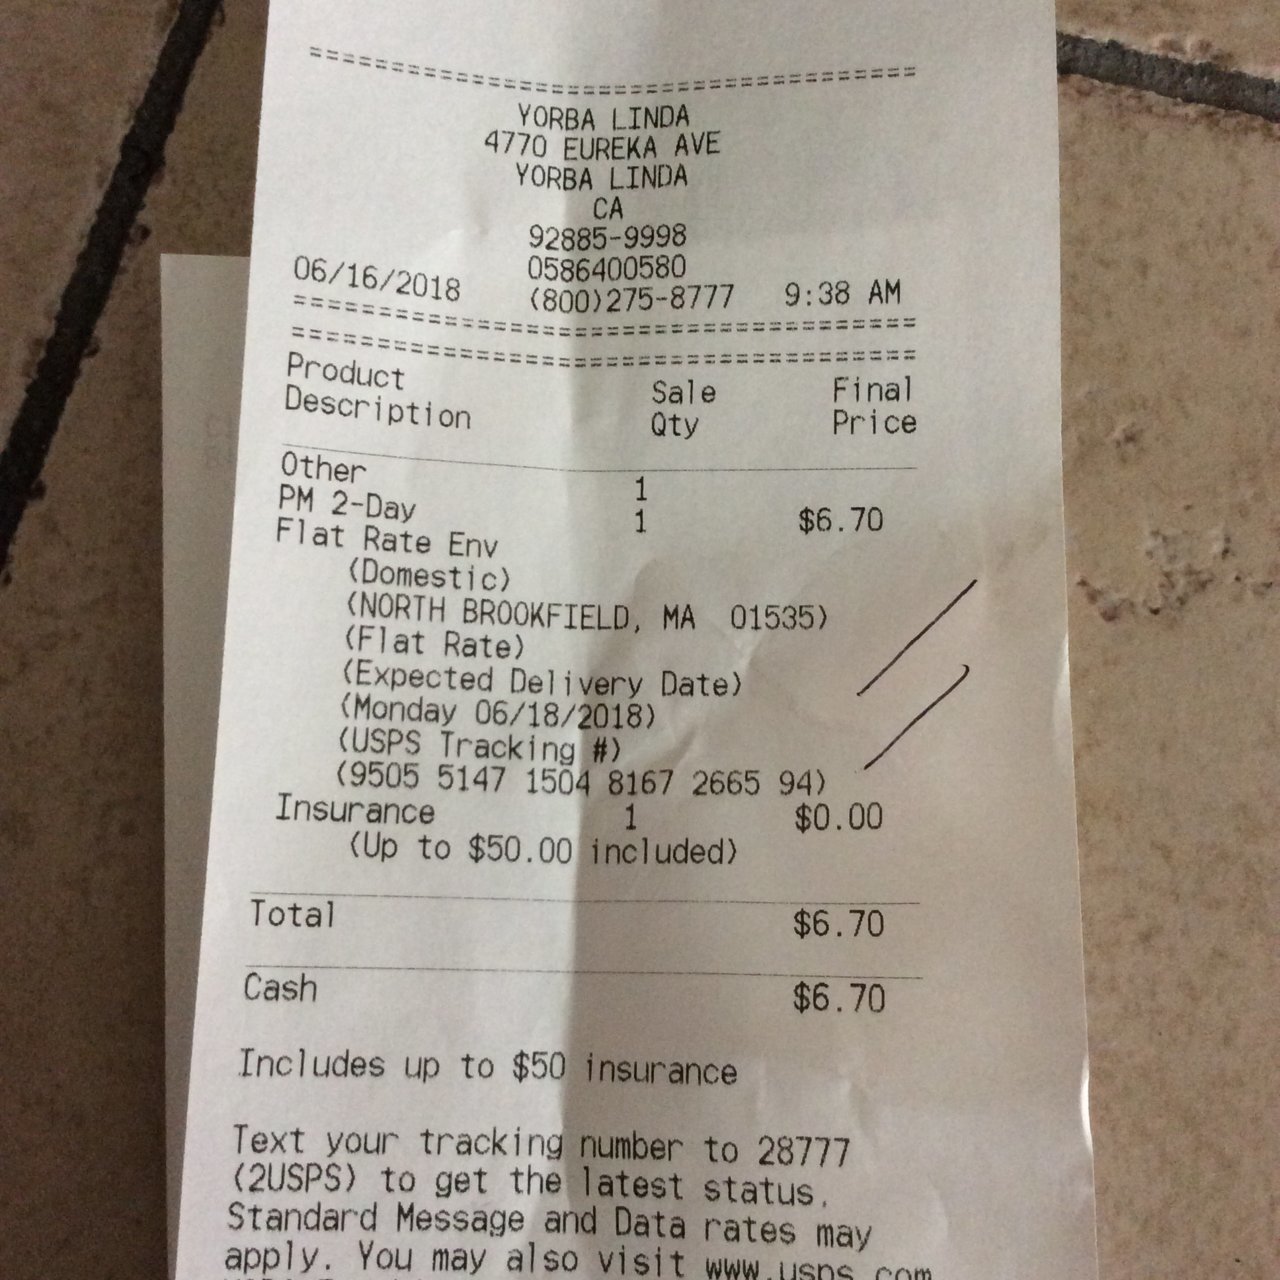 ========================================
YORBA LINDA
4770 EUREKA AVE
YORBA LINDA
CA
92885-9998
0586400580
06/16/2018 (800)275-8777 9:38 AM
========================================
========================================
Product Sale Final
Description Qty Price
Other 1
PM 2-Day 1 $6.70
Flat Rate Env
(Domestic)
(NORTH BROOKFIELD, MA 01535)
(Flat Rate)
(Expected Delivery Date)
(Monday 06/18/2018)
(USPS Tracking #)
(9505 5147 1504 8167 2665 94)
Insurance 1 $0.00
(Up to $50.00 included)
Total $6.70
Cash $6.70
Includes up to $50 insurance
Text your tracking number to 28777
(2USPS) to get the latest status.
Standard Message and Data rates may
apply. You may also visit www.usps.com